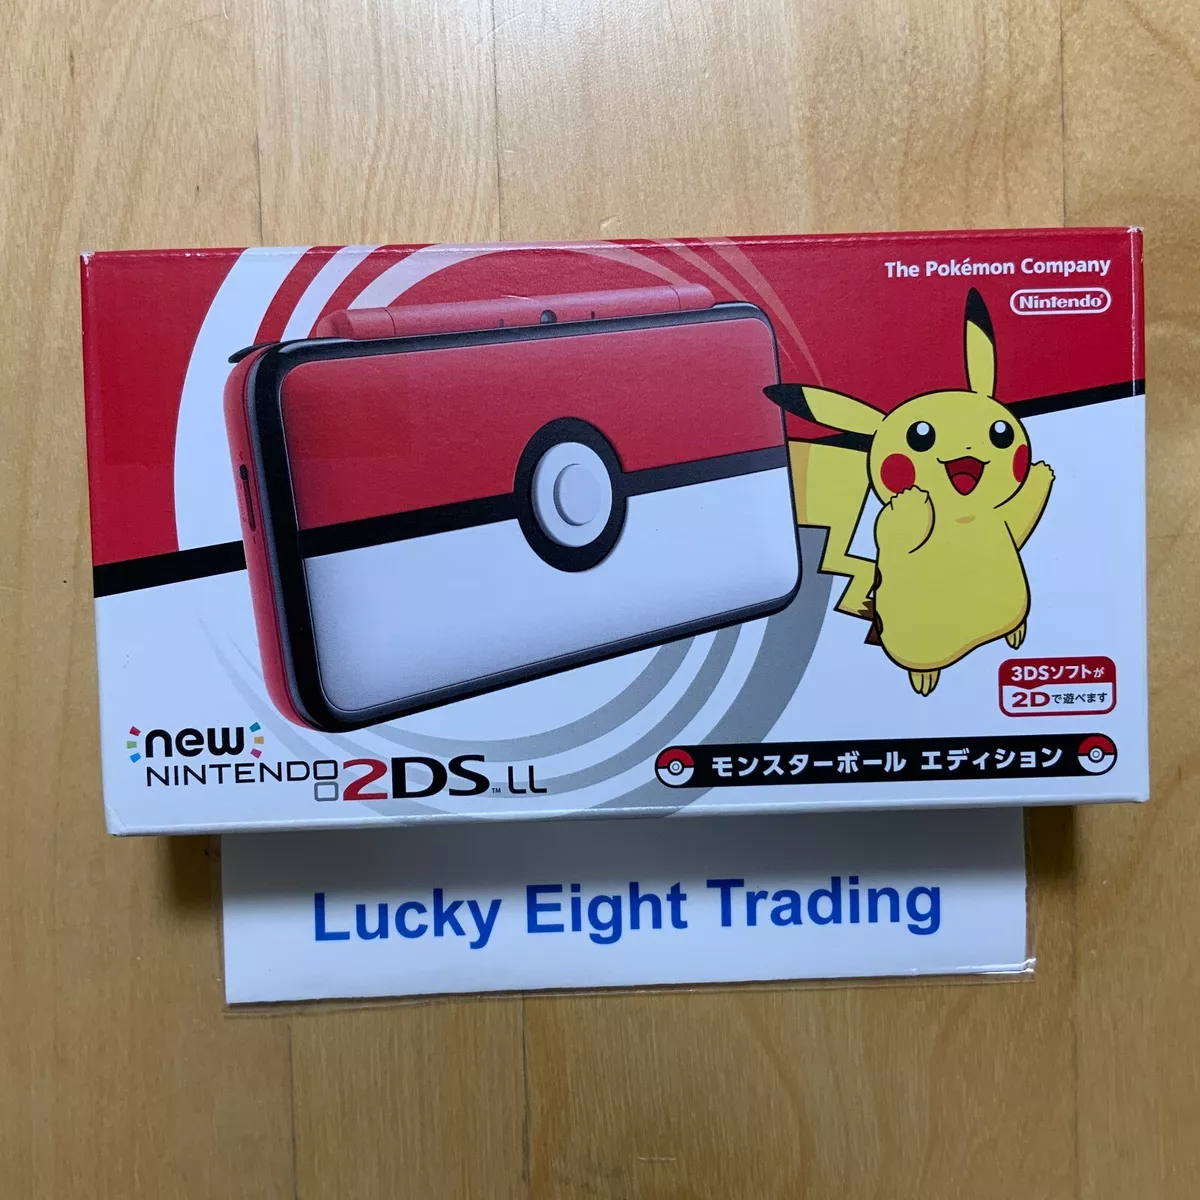 The Pokémon Company
Nintendo
3DSソフトが
2Dで遊べます
new
NINTENDO 2DS™ LL
モンスターボール エディション
Lucky Eight Trading